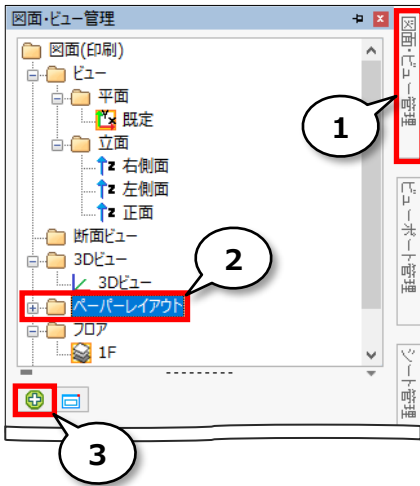 図面・ビュー管理
図面(印刷)
ビュー
平面
既定
立面
右側面
左側面
正面
断面ビュー
3Dビュー
3Dビュー
ペーパーレイアウト
フロア
1F
図面・ビュー管理
ビューポート管理
シート管理
1
2
3